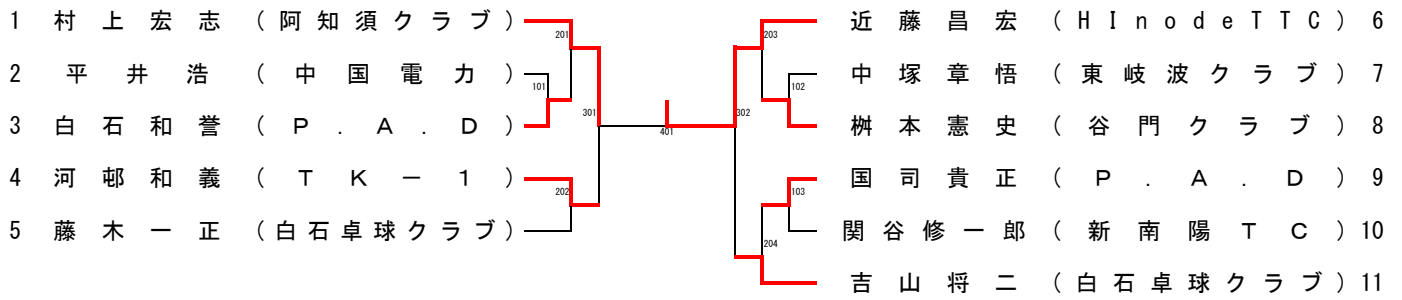 1 村上宏志 (阿知須クラブ)
2 平井浩 (中国電力)
3 白石和誉 (P.A.D)
4 河邨和義 (TK－1)
5 藤木一正 (白石卓球クラブ)
201
101
301
202
401
203
102
302
103
204
近藤昌宏 (HInodeTTC) 6
中塚章悟 (東岐波クラブ) 7
桝本憲史 (谷門クラブ) 8
国司貴正 (P.A.D) 9
関谷修一郎 (新南陽TC) 10
吉山将二 (白石卓球クラブ) 11